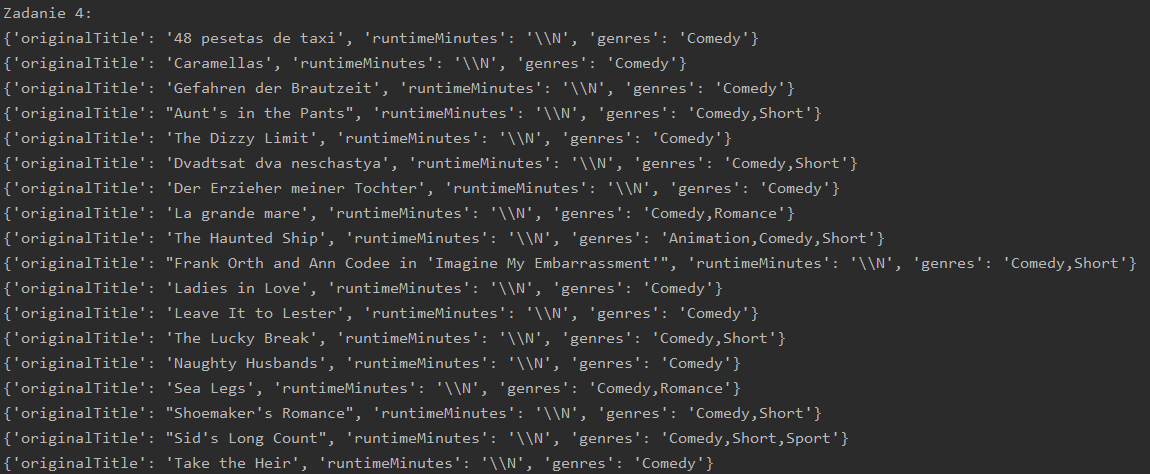 Zadanie 4:
{'originalTitle': '48 pesetas de taxi', 'runtimeMinutes': '\\N', 'genres': 'Comedy'}
{'originalTitle': 'Caramellas', 'runtimeMinutes': '\\N', 'genres': 'Comedy'}
{'originalTitle': 'Gefahren der Brautzeit', 'runtimeMinutes': '\\N', 'genres': 'Comedy'}
{'originalTitle': "Aunt's in the Pants", 'runtimeMinutes': '\\N', 'genres': 'Comedy,Short'}
{'originalTitle': 'The Dizzy Limit', 'runtimeMinutes': '\\N', 'genres': 'Comedy'}
{'originalTitle': 'Dvadtsat dva neschastya', 'runtimeMinutes': '\\N', 'genres': 'Comedy,Short'}
{'originalTitle': 'Der Erzieher meiner Tochter', 'runtimeMinutes': '\\N', 'genres': 'Comedy'}
{'originalTitle': 'La grande mare', 'runtimeMinutes': '\\N', 'genres': 'Comedy,Romance'}
{'originalTitle': 'The Haunted Ship', 'runtimeMinutes': '\\N', 'genres': 'Animation,Comedy,Short'}
{'originalTitle': "Frank Orth and Ann Codee in 'Imagine My Embarrassment'", 'runtimeMinutes': '\\N', 'genres': 'Comedy,Short'}
{'originalTitle': 'Ladies in Love', 'runtimeMinutes': '\\N', 'genres': 'Comedy'}
{'originalTitle': 'Leave It to Lester', 'runtimeMinutes': '\\N', 'genres': 'Comedy'}
{'originalTitle': 'The Lucky Break', 'runtimeMinutes': '\\N', 'genres': 'Comedy,Short'}
{'originalTitle': 'Naughty Husbands', 'runtimeMinutes': '\\N', 'genres': 'Comedy'}
{'originalTitle': 'Sea Legs', 'runtimeMinutes': '\\N', 'genres': 'Comedy,Romance'}
{'originalTitle': "Shoemaker's Romance", 'runtimeMinutes': '\\N', 'genres': 'Comedy,Short'}
{'originalTitle': "Sid's Long Count", 'runtimeMinutes': '\\N', 'genres': 'Comedy,Short,Sport'}
{'originalTitle': 'Take the Heir', 'runtimeMinutes': '\\N', 'genres': 'Comedy'}